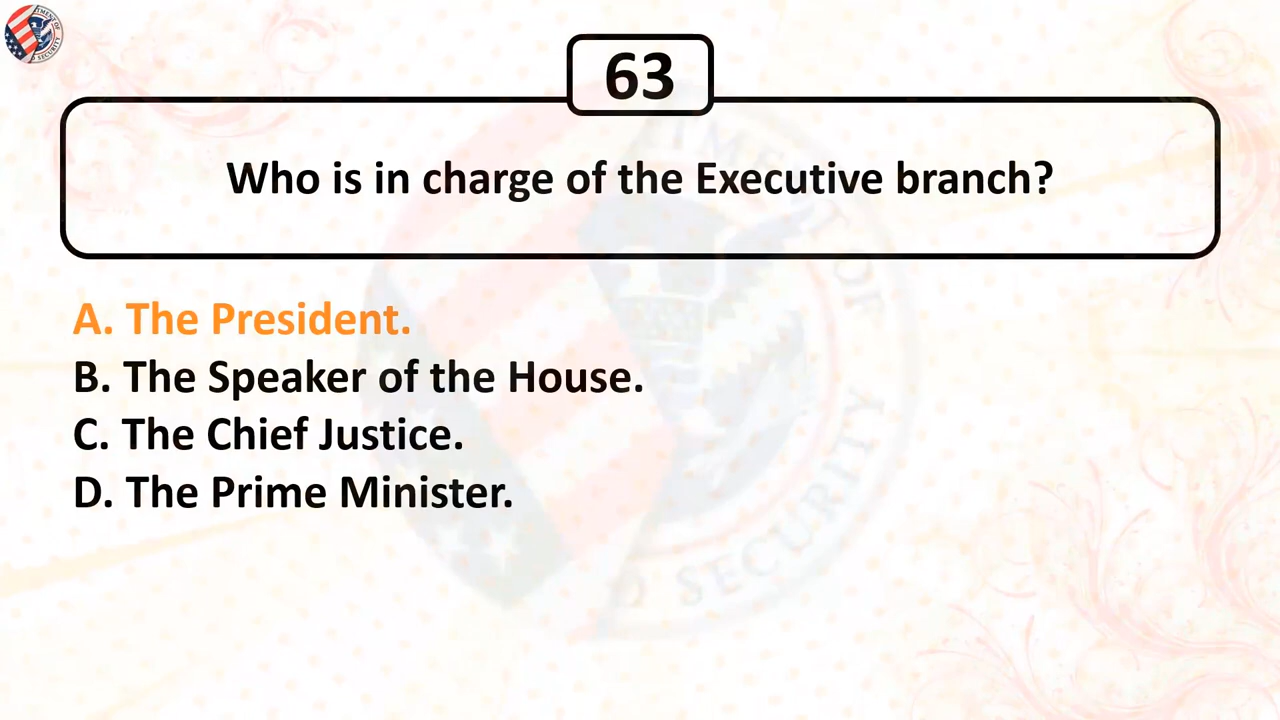 63
Who is in charge of the Executive branch?
A. The President.
B. The Speaker of the House.
C. The Chief Justice.
D. The Prime Minister.